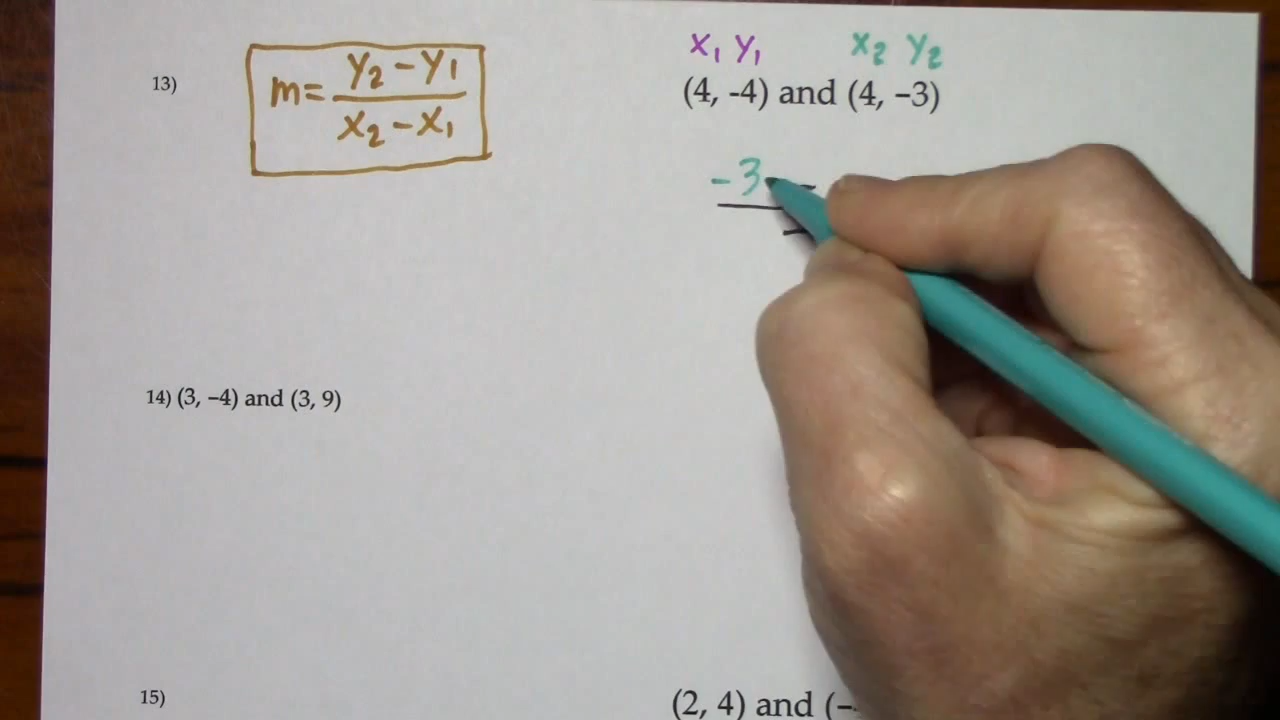 x₁ y₁ x₂ y₂
13) m = y₂ − y₁ / x₂ − x₁ (4, -4) and (4, –3)
-3 −
−
14) (3, –4) and (3, 9)
15) (2, 4) and (–